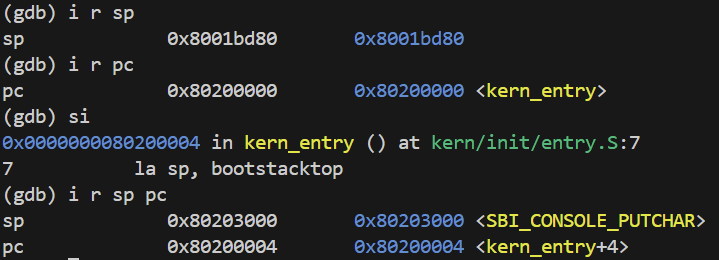 (gdb) i r sp
sp 0x8001bd80 0x8001bd80
(gdb) i r pc
pc 0x80200000 0x80200000 <kern_entry>
(gdb) si
0x0000000080200004 in kern_entry () at kern/init/entry.S:7
7 la sp, bootstacktop
(gdb) i r sp pc
sp 0x80203000 0x80203000 <SBI_CONSOLE_PUTCHAR>
pc 0x80200004 0x80200004 <kern_entry+4>